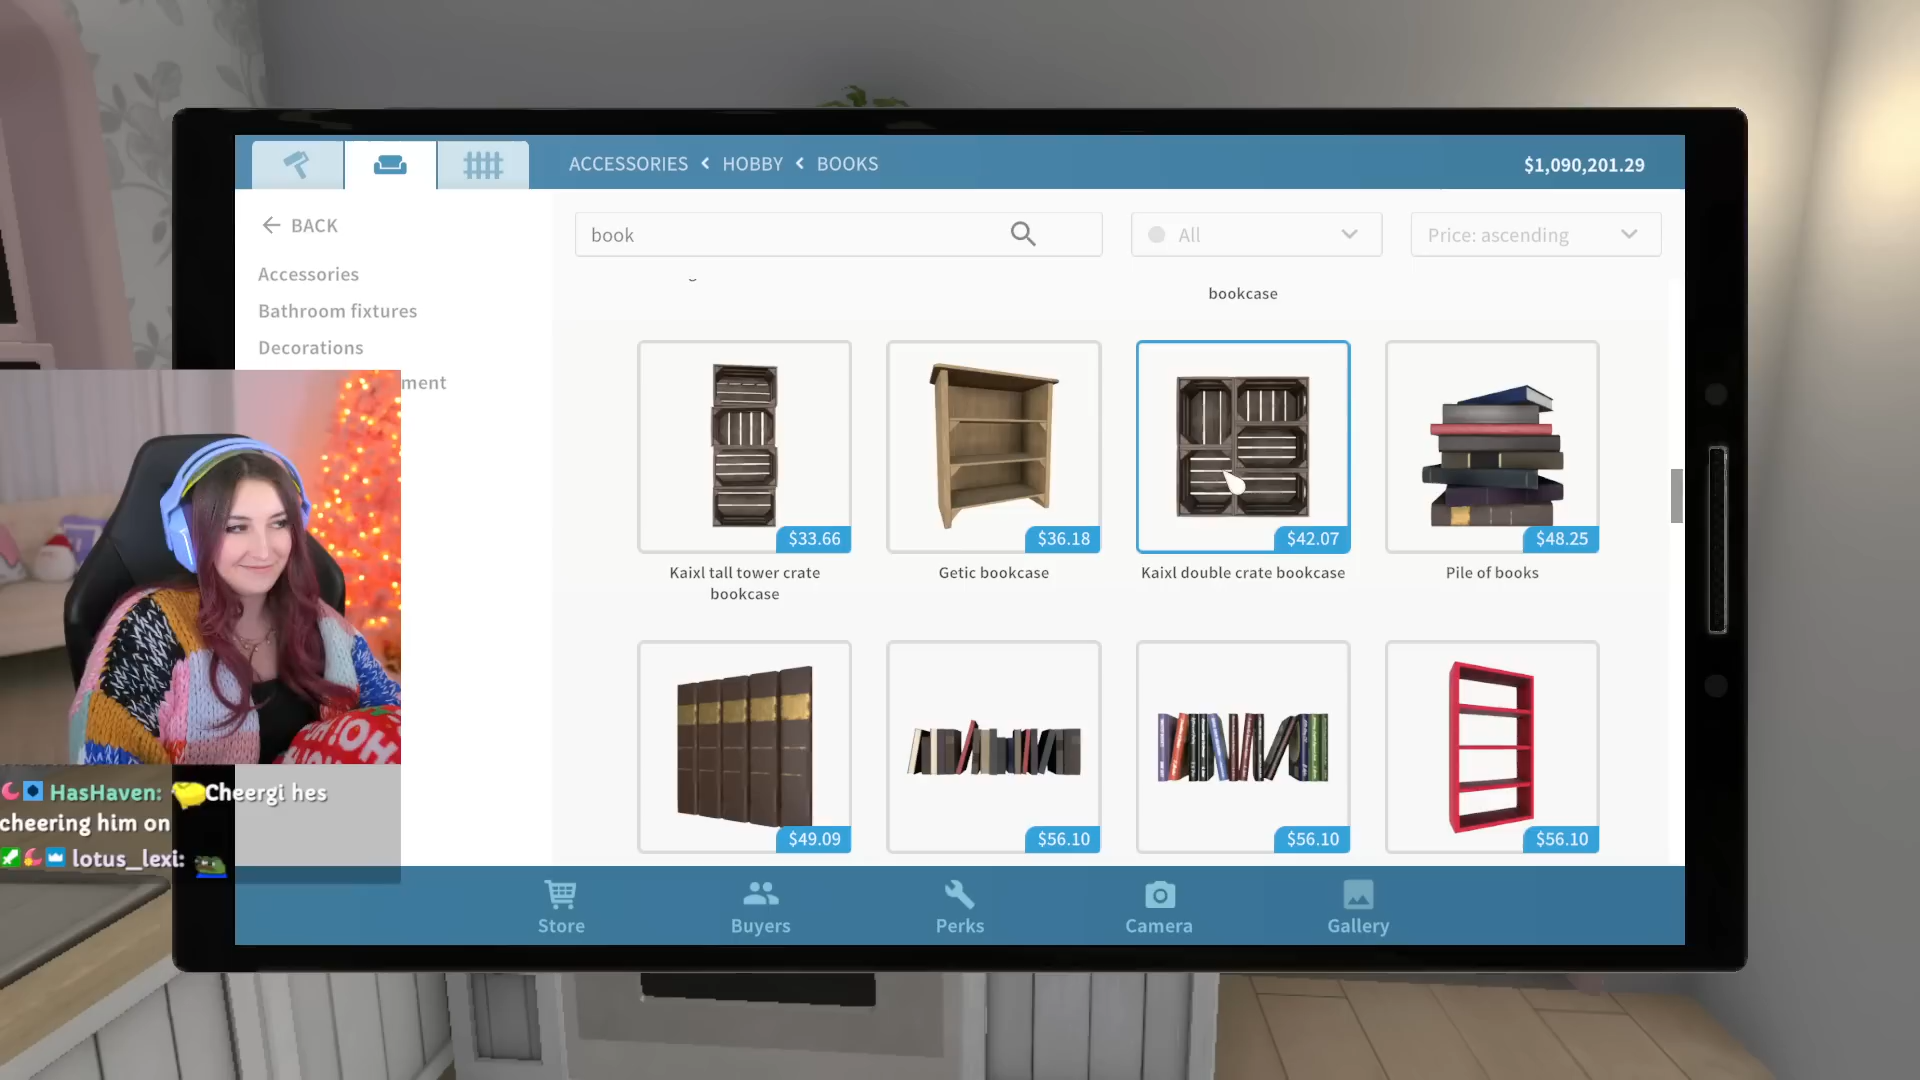 ACCESSORIES < HOBBY < BOOKS
$1,090,201.29
BACK
book
All
Price: ascending
Accessories
Bathroom fixtures
Decorations
ment
bookcase
$33.66
$36.18
$42.07
$48.25
Kaixl tall tower crate
bookcase
Getic bookcase
Kaixl double crate bookcase
Pile of books
$49.09
$56.10
$56.10
$56.10
HO!HO
HasHaven: Cheergi hes
cheering him on
lotus_lexi:
Store
Buyers
Perks
Camera
Gallery